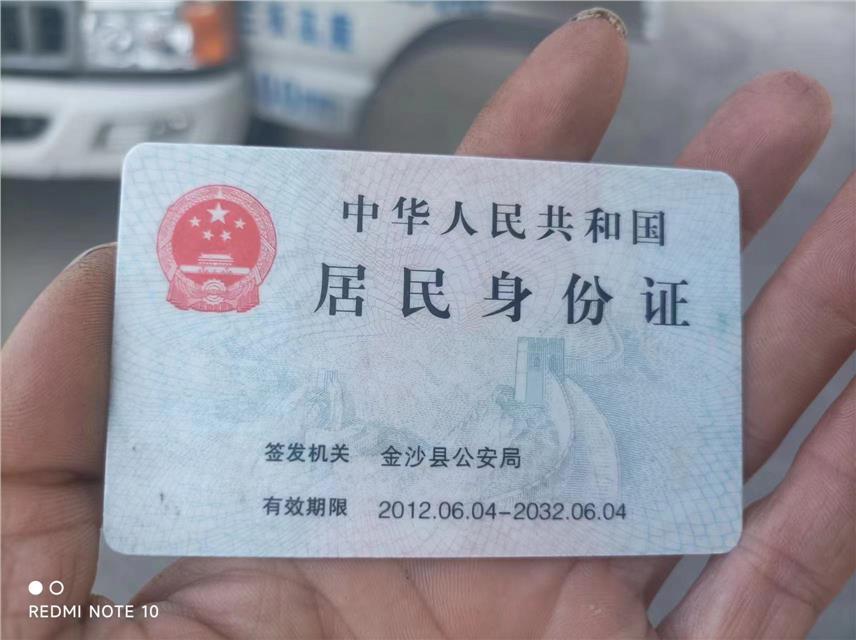 中华人民共和国
居民身份证
签发机关 金沙县公安局
有效期限 2012.06.04-2032.06.04
REDMI NOTE 10